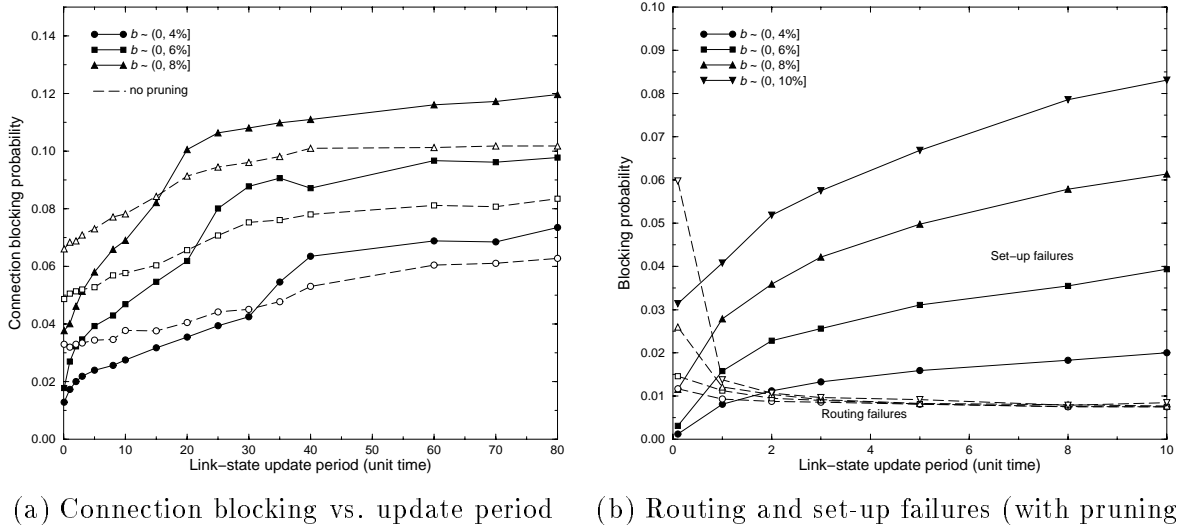 0.14
0.12
0.10
0.08
0.06
0.04
0.02
0.00
Connection blocking probability
b ~ (0, 4%]
b ~ (0, 6%]
b ~ (0, 8%]
no pruning
0 10 20 30 40 50 60 70 80
Link−state update period (unit time)
(a) Connection blocking vs. update period
0.10
0.09
0.08
0.07
0.06
0.05
0.04
0.03
0.02
0.01
0.00
Blocking probability
b ~ (0, 4%]
b ~ (0, 6%]
b ~ (0, 8%]
b ~ (0, 10%]
Set−up failures
Routing failures
0 2 4 6 8 10
Link−state update period (unit time)
(b) Routing and set-up failures (with pruning